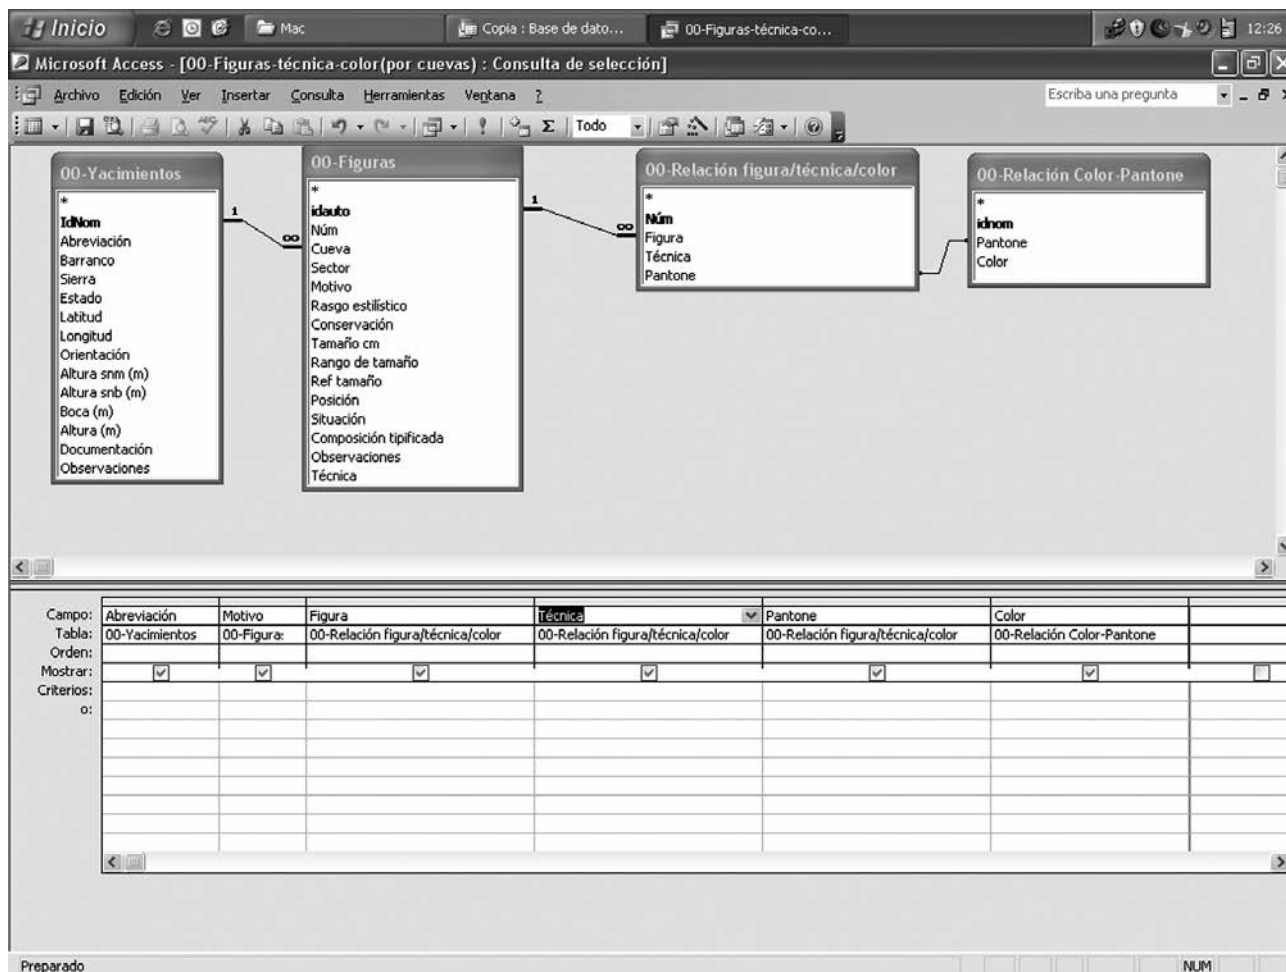 Inicio
Mac
Copia : Base de dato...
00-Figuras-técnica-co...
12:26
Microsoft Access - [00-Figuras-técnica-color(por cuevas) : Consulta de selección]
Archivo Edición Ver Insertar Consulta Herramientas Ventana ?
Escriba una pregunta
Todo
00-Yacimientos
*
IdNom
Abreviación
Barranco
Sierra
Estado
Latitud
Longitud
Orientación
Altura snm (m)
Altura snb (m)
Boca (m)
Altura (m)
Documentación
Observaciones
1
∞
00-Figuras
*
idauto
Núm
Cueva
Sector
Motivo
Rasgo estilístico
Conservación
Tamaño cm
Rango de tamaño
Ref tamaño
Posición
Situación
Composición tipificada
Observaciones
Técnica
1
∞
00-Relación figura/técnica/color
*
Núm
Figura
Técnica
Pantone
00-Relación Color-Pantone
*
idnom
Pantone
Color
Campo: Abreviación Motivo Figura Técnica Pantone Color
Tabla: 00-Yacimientos 00-Figura: 00-Relación figura/técnica/color 00-Relación figura/técnica/color 00-Relación figura/técnica/color 00-Relación Color-Pantone
Orden:
Mostrar:
Criterios:
o:
Preparado
NUM